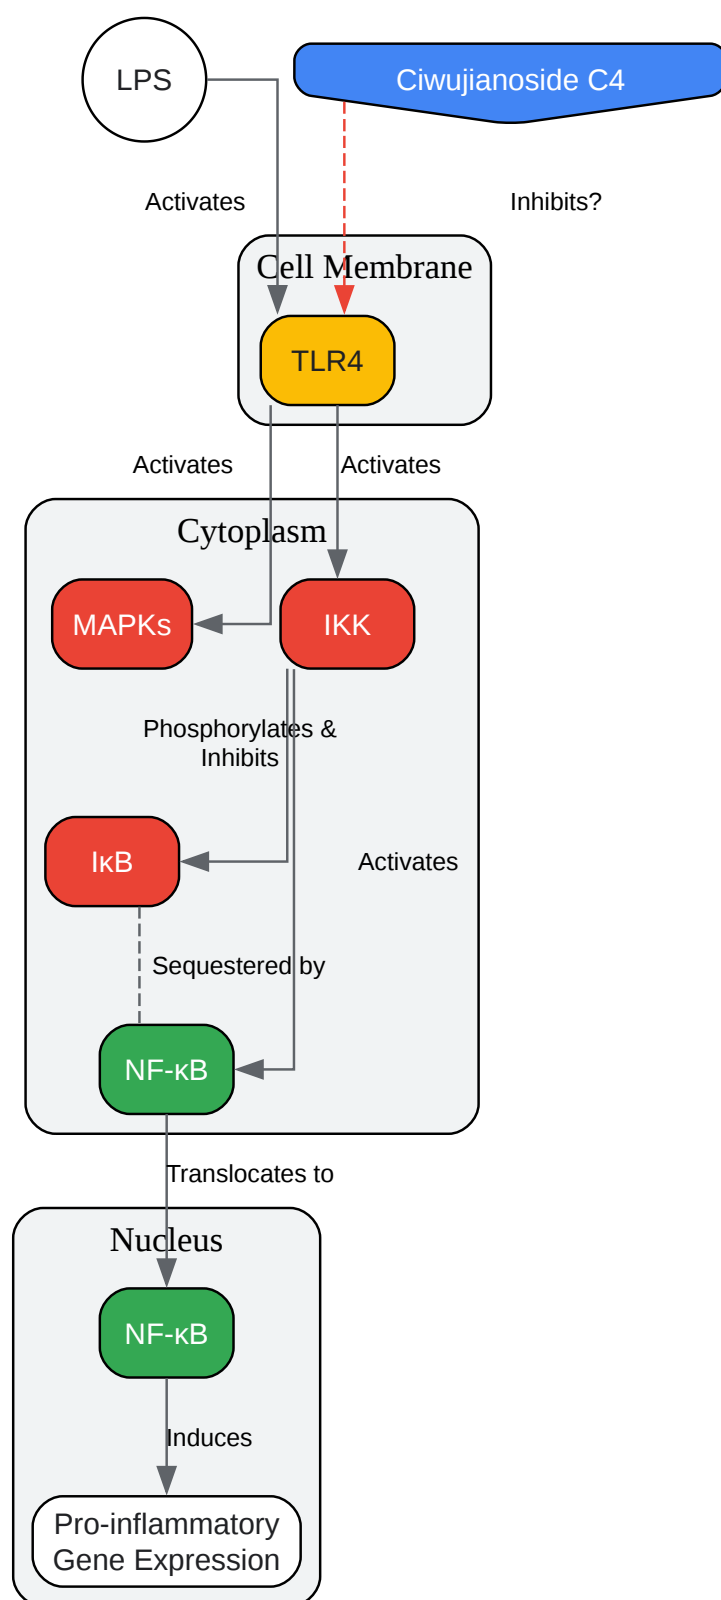 LPS
Ciwujianoside C4
Activates
Inhibits?
Cell Membrane
TLR4
Activates
Activates
Cytoplasm
MAPKs
IKK
Phosphorylates &
Inhibits
IκB
Activates
Sequestered by
NF-κB
Translocates to
Nucleus
NF-κB
Induces
Pro-inflammatory
Gene Expression